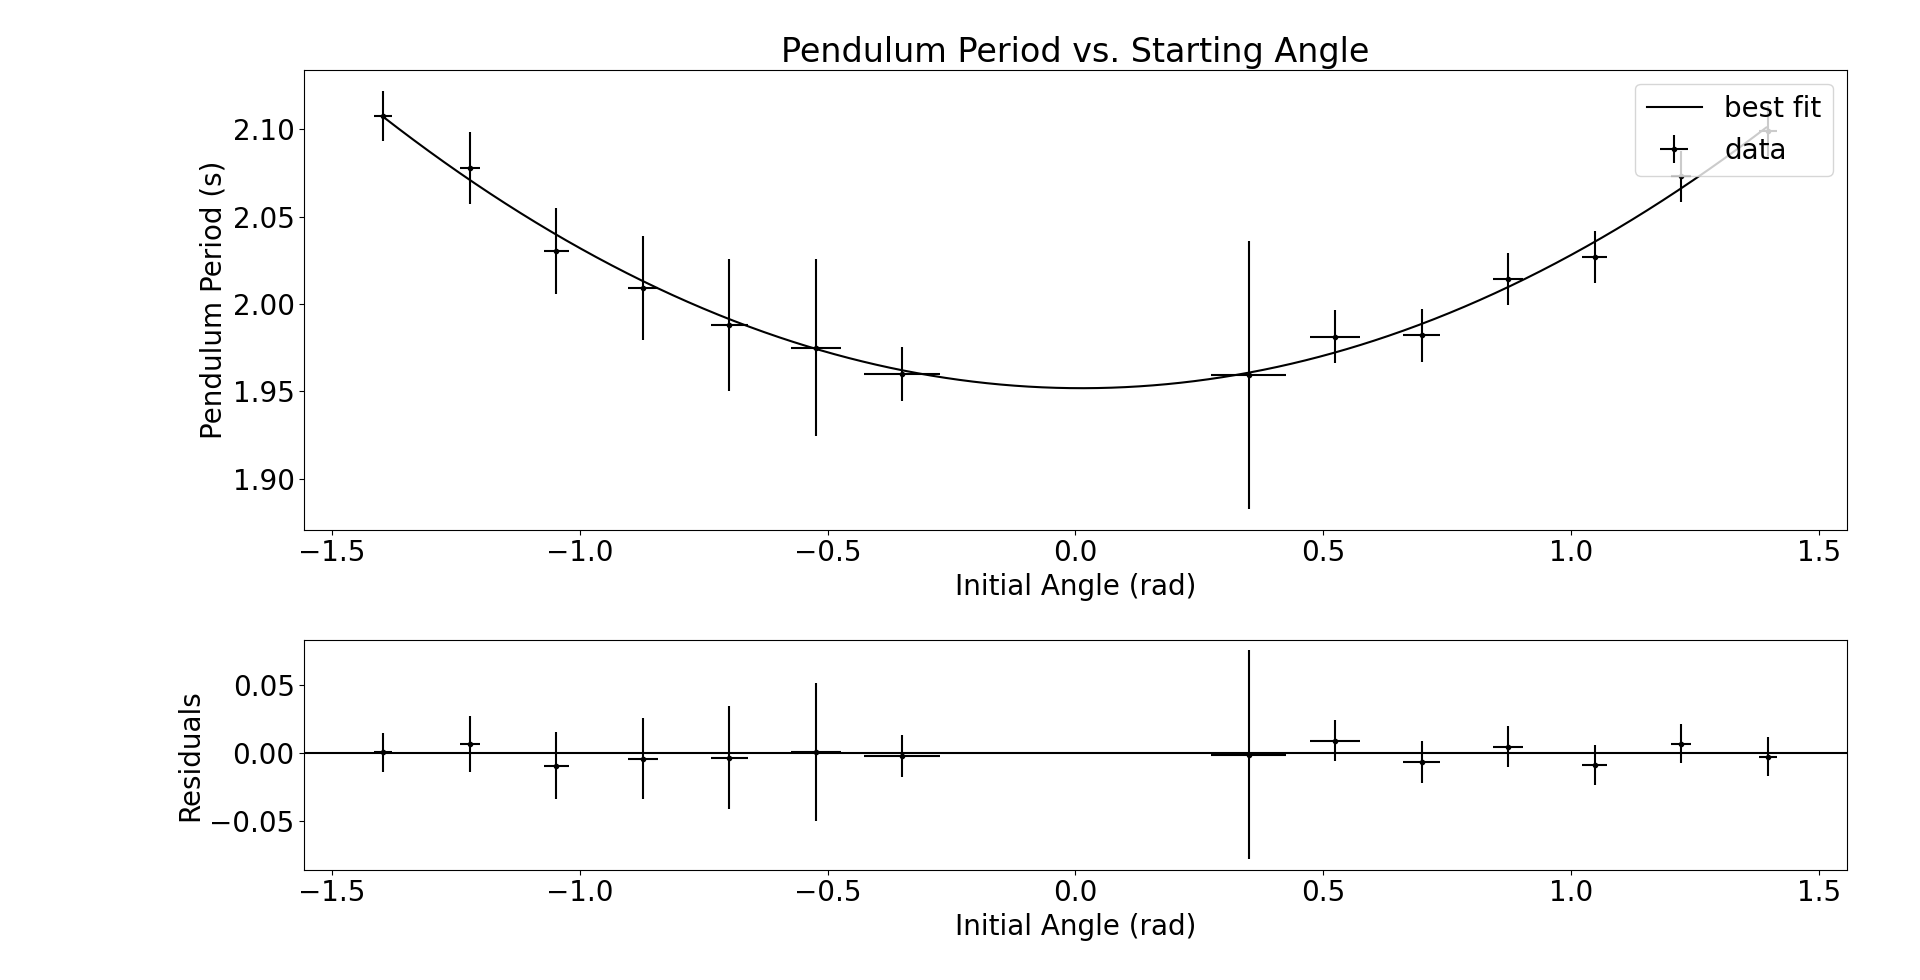 Pendulum Period vs. Starting Angle
best fit
data
Pendulum Period (s)
2.10
2.05
2.00
1.95
1.90
−1.5 −1.0 −0.5 0.0 0.5 1.0 1.5
Initial Angle (rad)
Residuals
0.05
0.00
−0.05
−1.5 −1.0 −0.5 0.0 0.5 1.0 1.5
Initial Angle (rad)